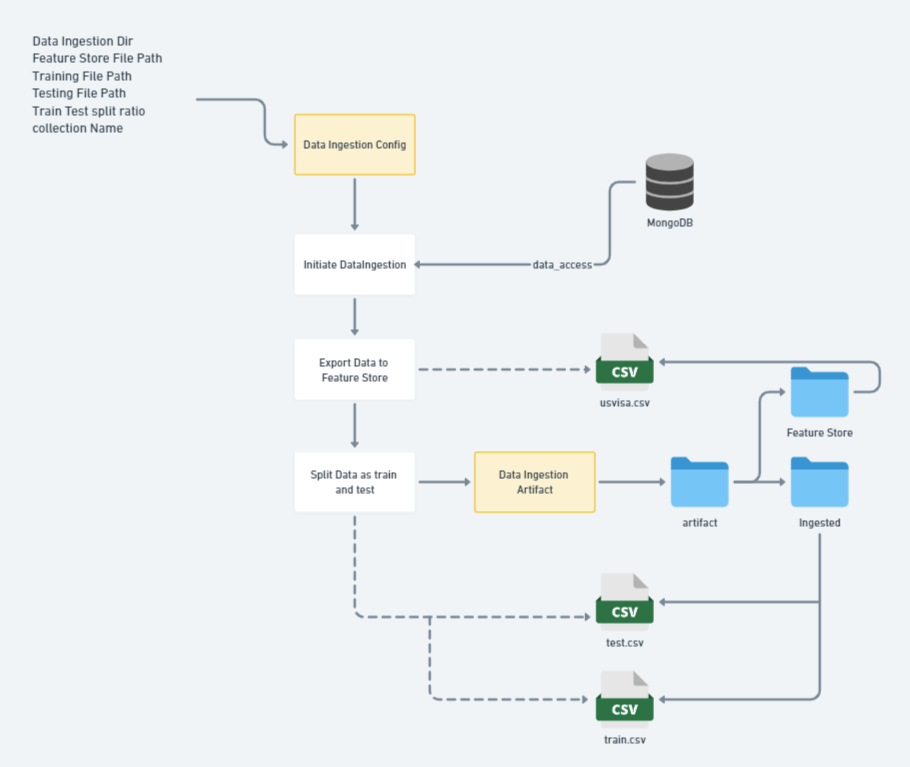 Data Ingestion Dir
Feature Store File Path
Training File Path
Testing File Path
Train Test split ratio
collection Name
Data Ingestion Config
MongoDB
Initiate DataIngestion
data_access
Export Data to
Feature Store
CSV
usvisa.csv
Feature Store
Split Data as train
and test
Data Ingestion
Artifact
artifact
Ingested
CSV
test.csv
CSV
train.csv